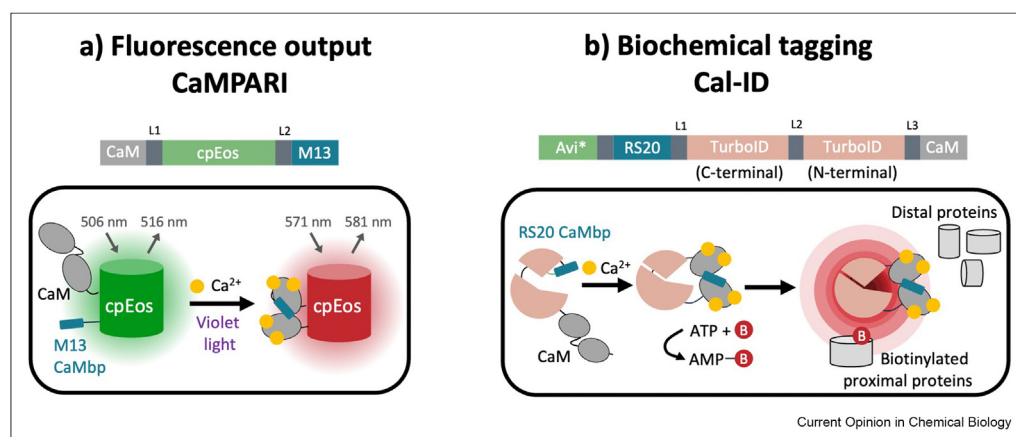 a) Fluorescence output
CaMPARI
L1
L2
CaM
cpEos
M13
506 nm
516 nm
571 nm
581 nm
CaM
cpEos
M13
CaMbp
Ca²⁺
Violet
light
cpEos
b) Biochemical tagging
Cal-ID
L1
L2
L3
Avi*
RS20
TurboID
TurboID
CaM
(C-terminal)
(N-terminal)
RS20 CaMbp
Ca²⁺
CaM
ATP + B
AMP B
Distal proteins
B
Biotinylated
proximal proteins
Current Opinion in Chemical Biology